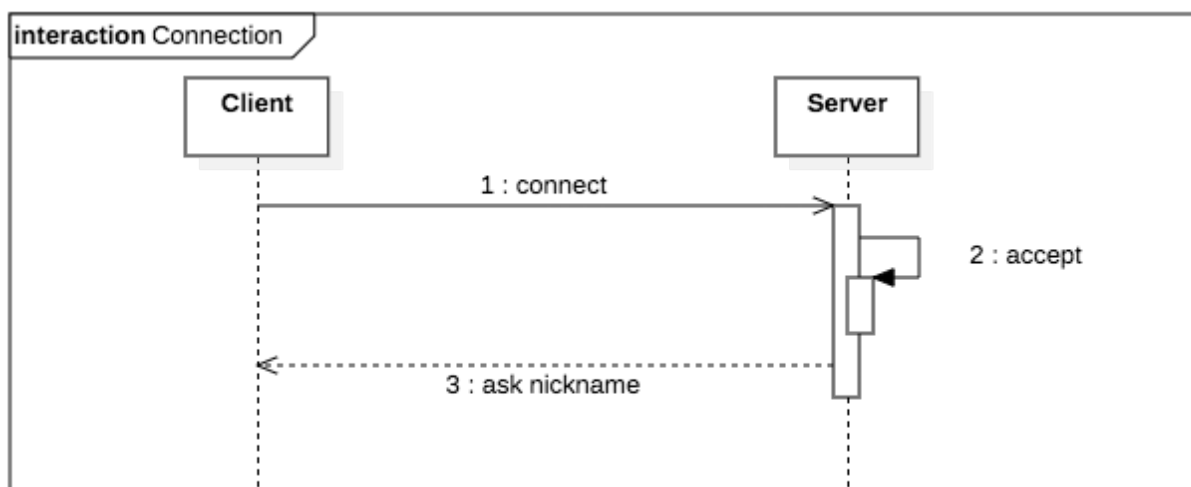 interaction Connection
Client
Server
1 : connect
2 : accept
3 : ask nickname